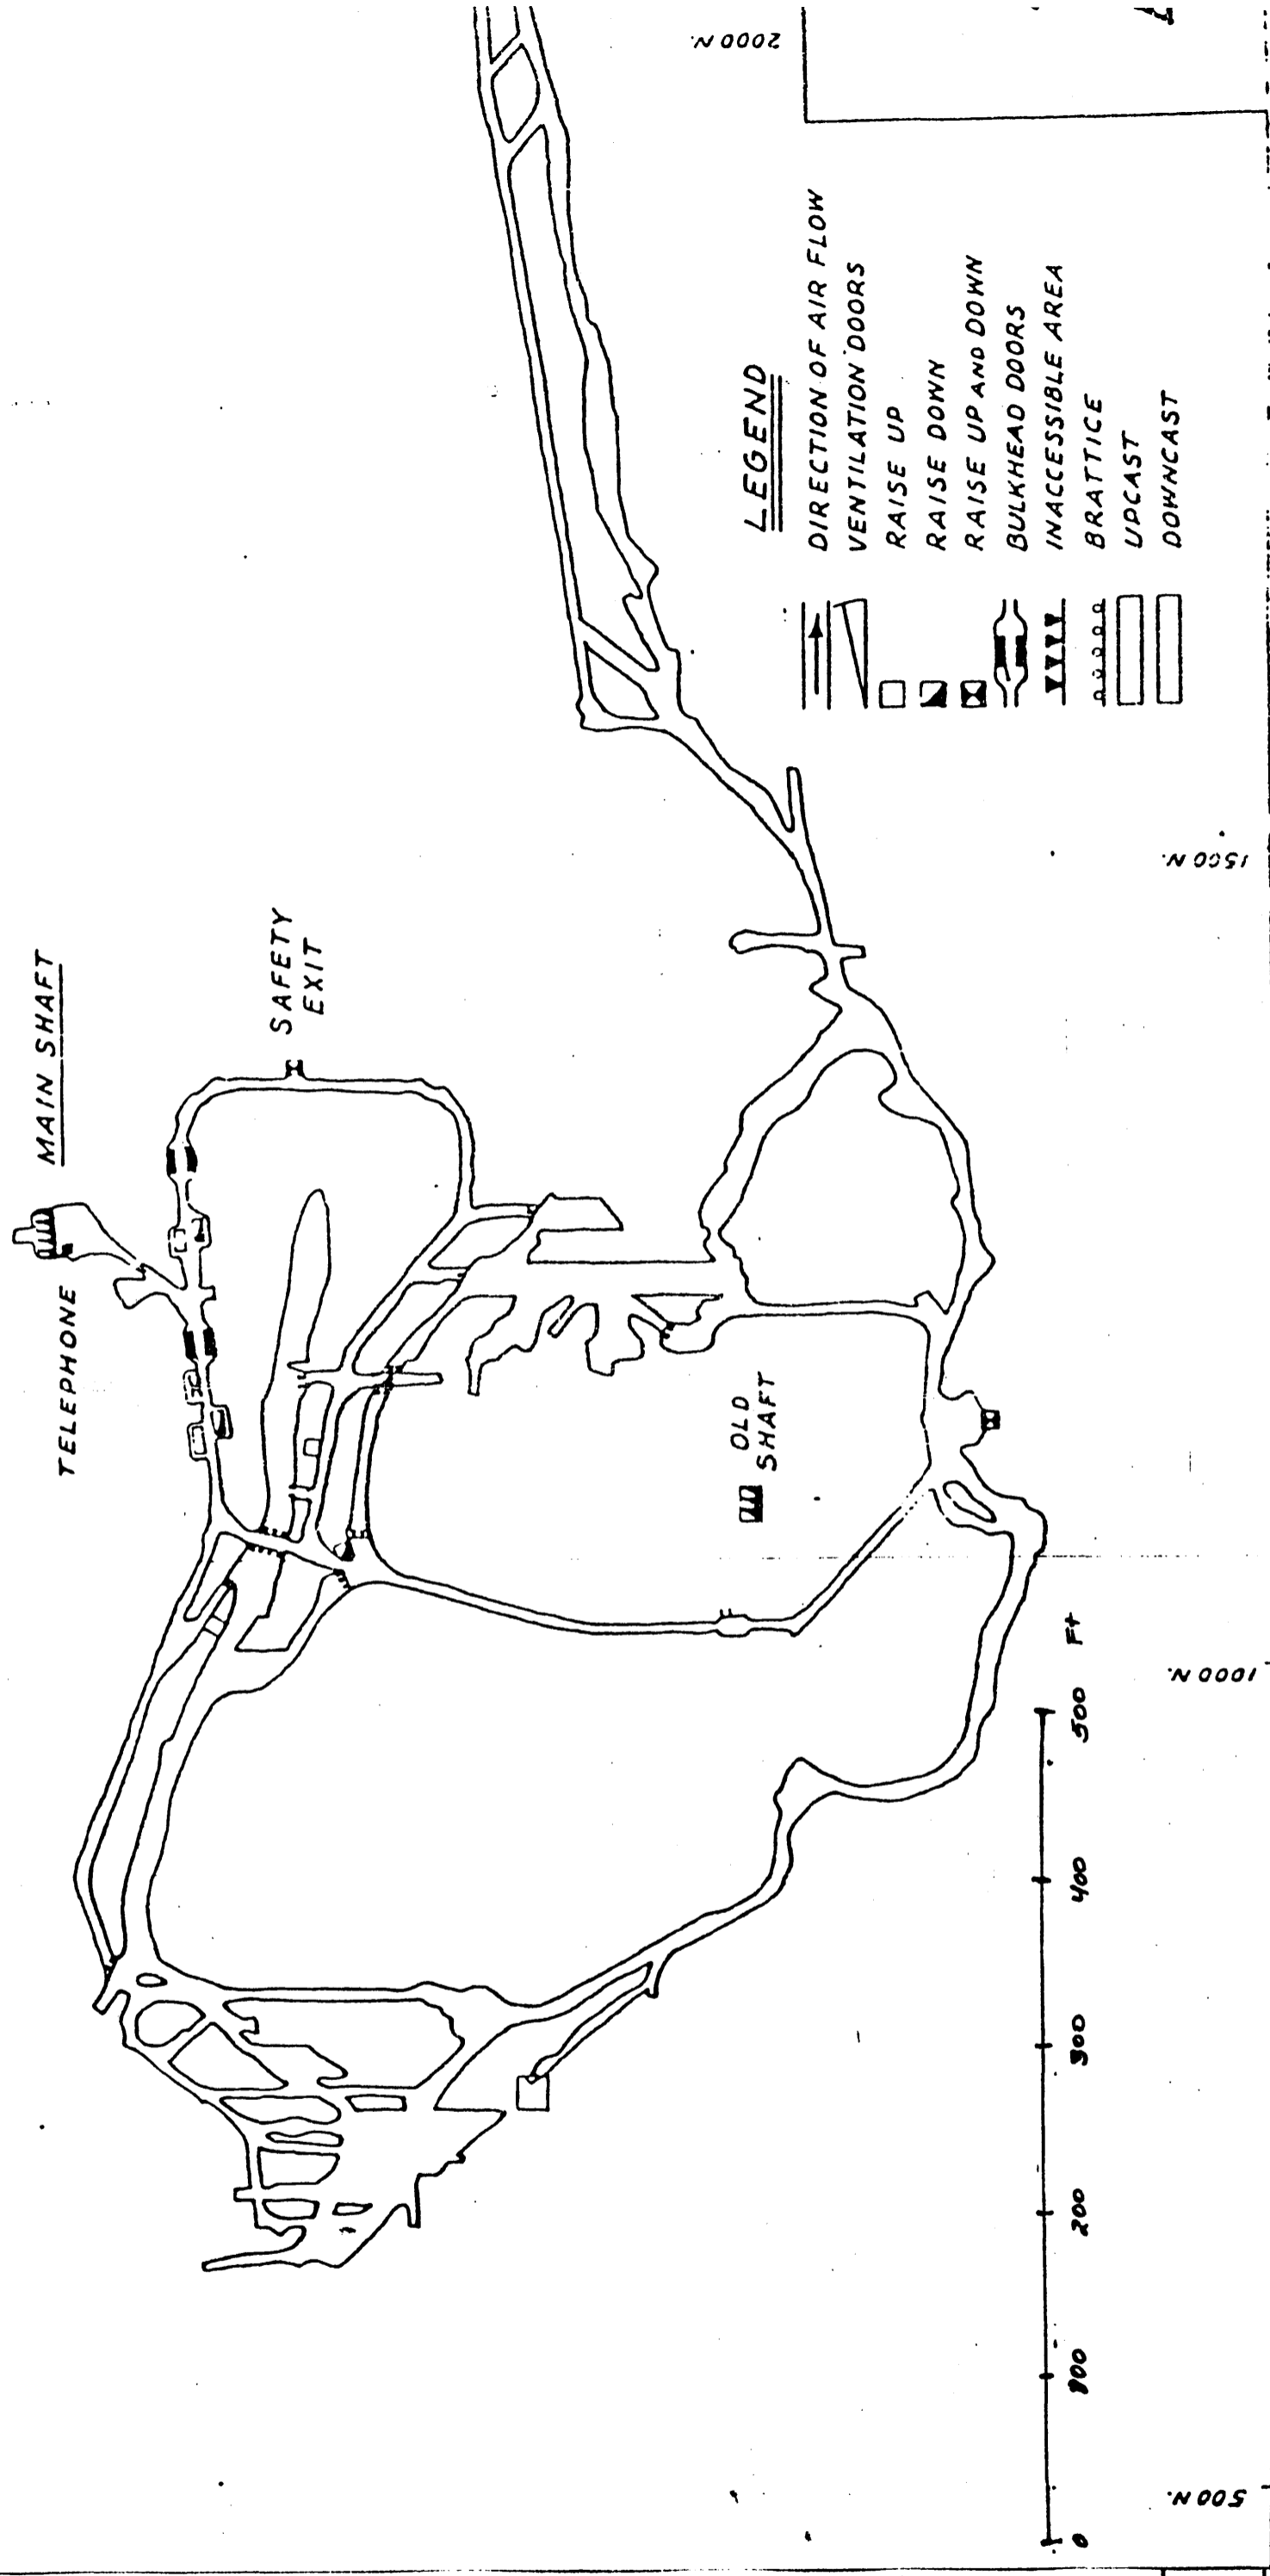 MAIN SHAFT
TELEPHONE
SAFETY
EXIT
OLD
SHAFT
LEGEND
DIRECTION OF AIR FLOW
VENTILATION DOORS
RAISE UP
RAISE DOWN
RAISE UP AND DOWN
BULKHEAD DOORS
INACCESSIBLE AREA
BRATTICE
UPCAST
DOWNCAST
0 100 200 300 400 500 Ft
500 N.
1000 N.
1500 N.
2000 N.